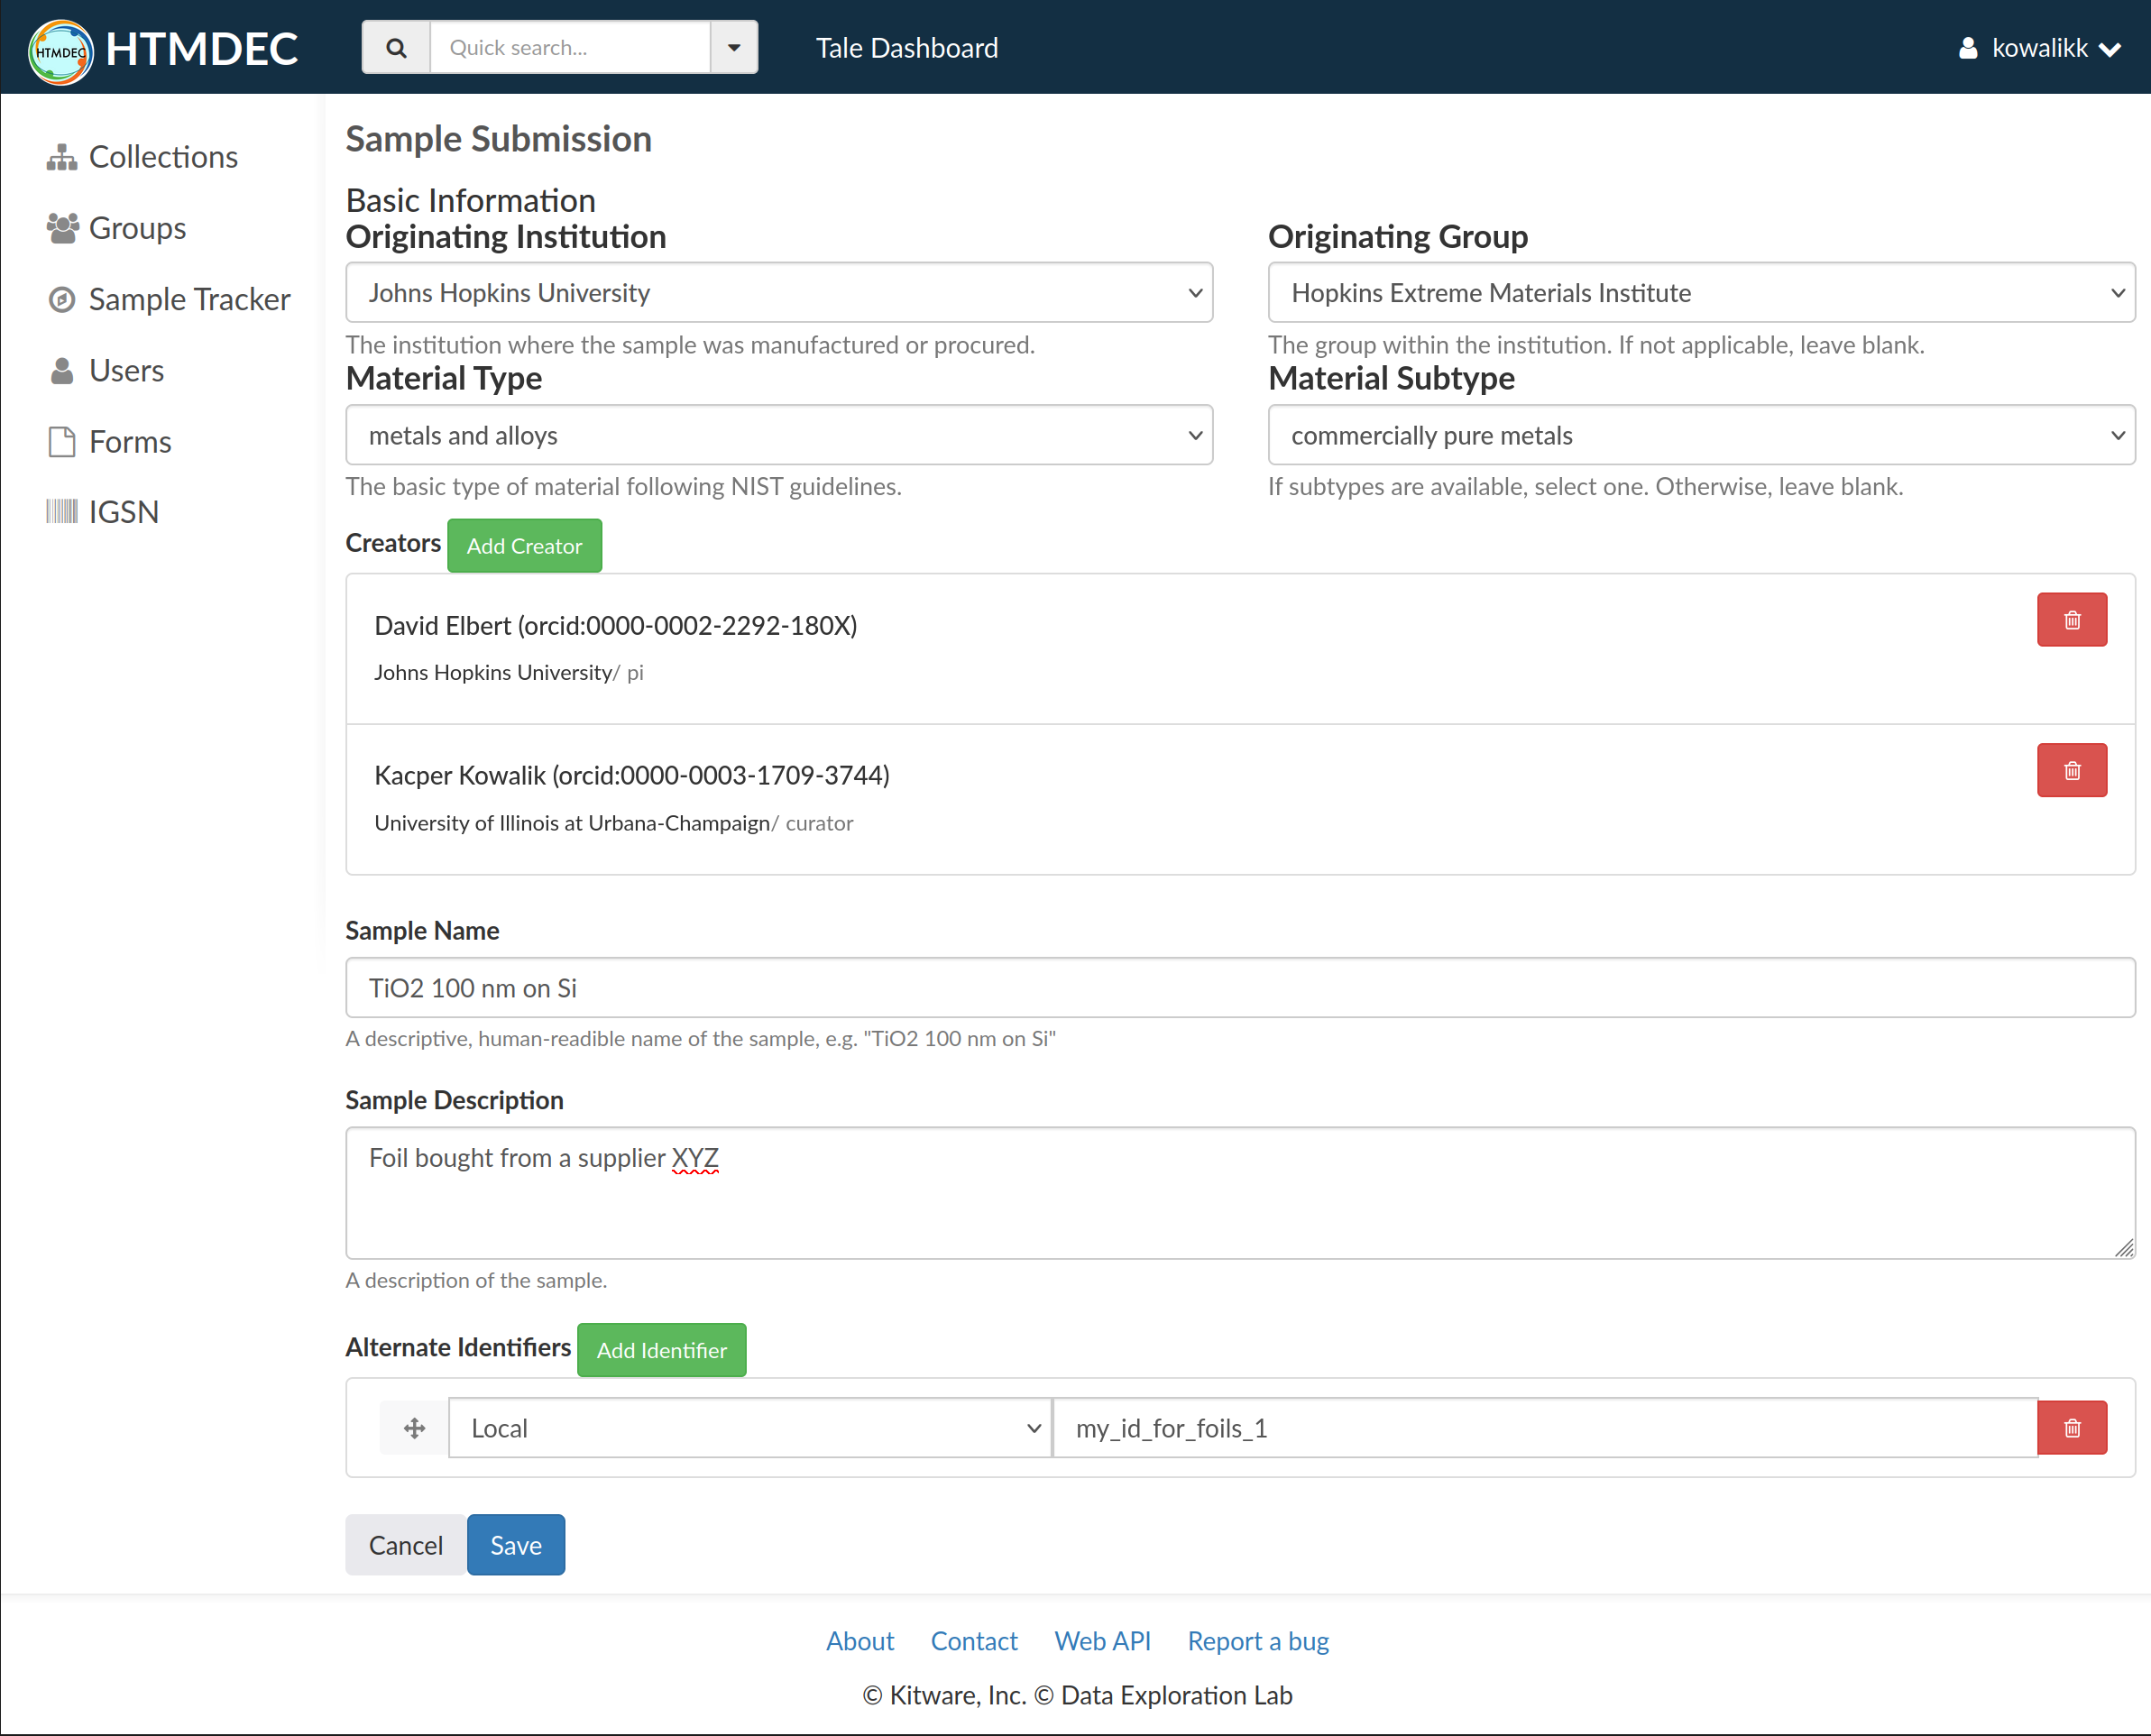 HTMDEC HTMDEC
Quick search...
Tale Dashboard
kowalikk
Collections
Groups
Sample Tracker
Users
Forms
IGSN
Sample Submission
Basic Information
Originating Institution
Originating Group
Johns Hopkins University
Hopkins Extreme Materials Institute
The institution where the sample was manufactured or procured.
The group within the institution. If not applicable, leave blank.
Material Type
Material Subtype
metals and alloys
commercially pure metals
The basic type of material following NIST guidelines.
If subtypes are available, select one. Otherwise, leave blank.
Creators Add Creator
David Elbert (orcid:0000-0002-2292-180X)
Johns Hopkins University/ pi
Kacper Kowalik (orcid:0000-0003-1709-3744)
University of Illinois at Urbana-Champaign/ curator
Sample Name
TiO2 100 nm on Si
A descriptive, human-readible name of the sample, e.g. "TiO2 100 nm on Si"
Sample Description
Foil bought from a supplier XYZ
A description of the sample.
Alternate Identifiers Add Identifier
Local
my_id_for_foils_1
Cancel Save
About Contact Web API Report a bug
© Kitware, Inc. © Data Exploration Lab